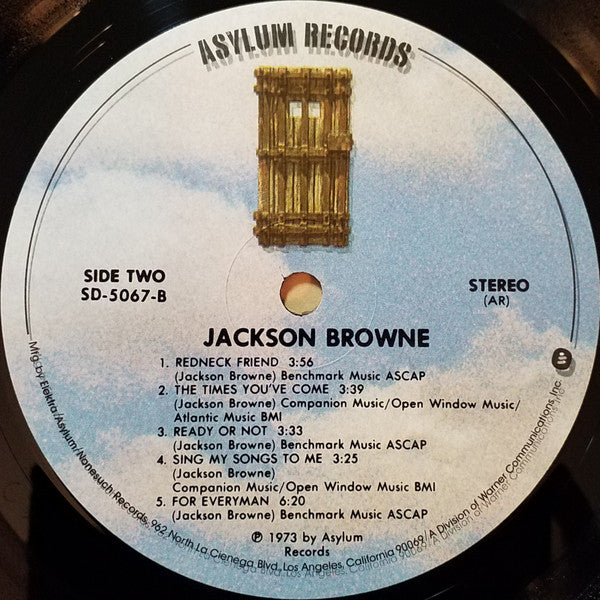 ASYLUM RECORDS
SIDE TWO
SD-5067-B
STEREO
(AR)
JACKSON BROWNE
1. REDNECK FRIEND 3:56
(Jackson Browne) Benchmark Music ASCAP
2. THE TIMES YOU'VE COME 3:39
(Jackson Browne) Companion Music/Open Window Music/
Atlantic Music BMI
3. READY OR NOT 3:33
(Jackson Browne) Benchmark Music ASCAP
4. SING MY SONGS TO ME 3:25
(Jackson Browne)
Companion Music/Open Window Music BMI
5. FOR EVERYMAN 6:20
(Jackson Browne) Benchmark Music ASCAP
℗ 1973 by Asylum
Records
Mfg. by Elektra/Asylum/Nonesuch Records, 962 North La Cienega Blvd., Los Angeles, California 90069/A Division of Warner Communications, Inc.